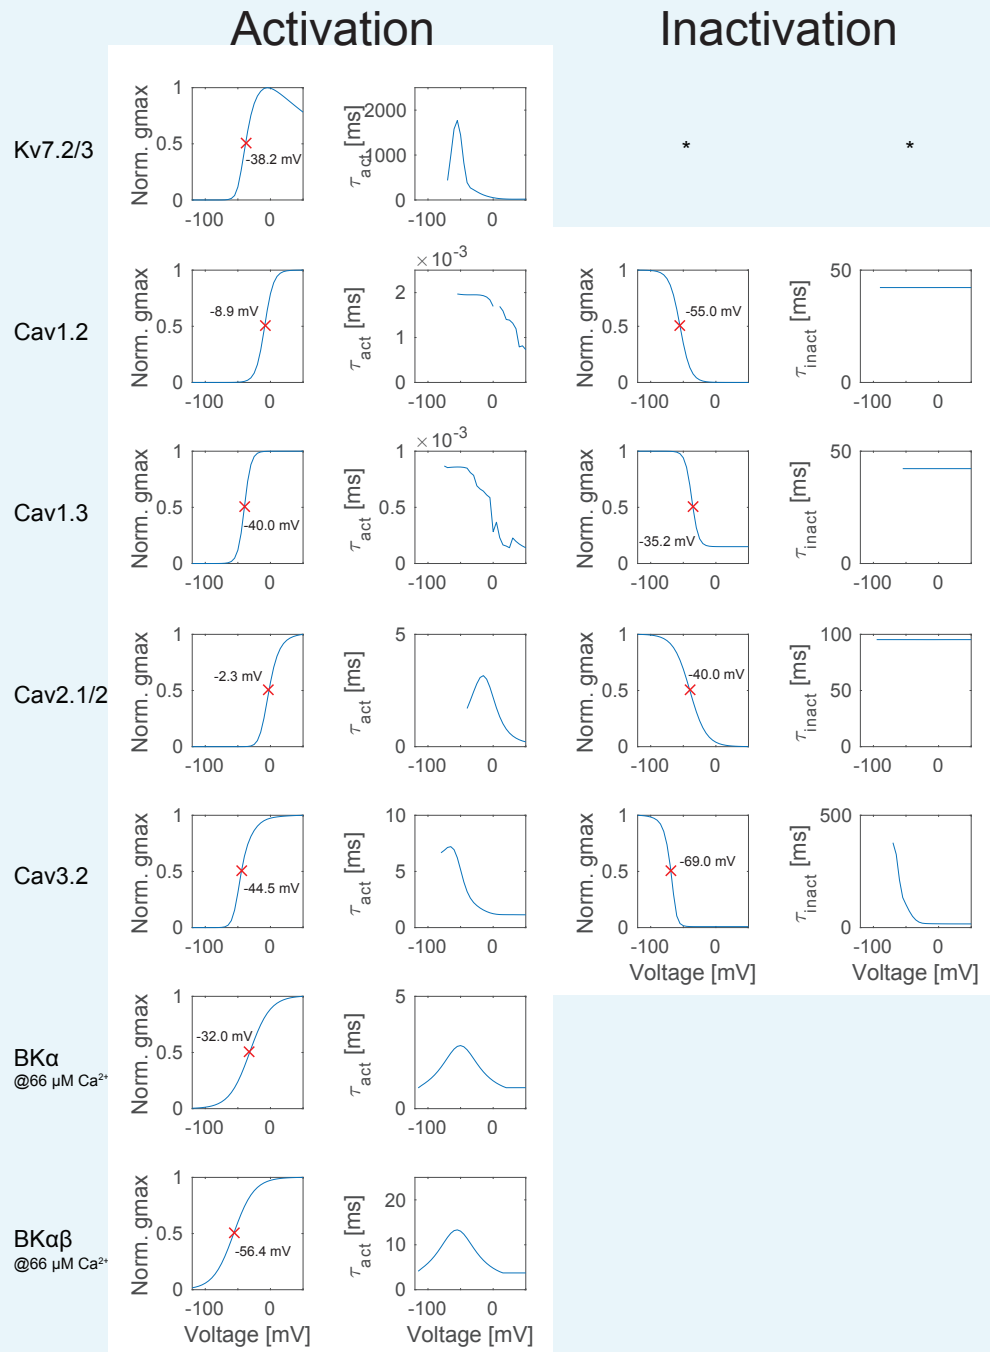 Activation Inactivation
Kv7.2/3
Norm. gmax
1
0.5
0
-38.2 mV
-100 0
τact [ms]
2000
1000
0
-100 0
* *
Cav1.2
Norm. gmax
1
0.5
0
-8.9 mV
-100 0
×10-3
τact [ms]
2
1
0
-100 0
Norm. gmax
1
0.5
0
-55.0 mV
-100 0
τinact [ms]
50
0
-100 0
Cav1.3
Norm. gmax
1
0.5
0
-40.0 mV
-100 0
×10-3
τact [ms]
1
0.5
0
-100 0
Norm. gmax
1
0.5
0
-35.2 mV
-100 0
τinact [ms]
50
0
-100 0
Cav2.1/2
Norm. gmax
1
0.5
0
-2.3 mV
-100 0
τact [ms]
5
0
-100 0
Norm. gmax
1
0.5
0
-40.0 mV
-100 0
τinact [ms]
100
50
0
-100 0
Cav3.2
Norm. gmax
1
0.5
0
-44.5 mV
-100 0
τact [ms]
10
5
0
-100 0
Norm. gmax
1
0.5
0
-69.0 mV
-100 0
Voltage [mV]
τinact [ms]
500
0
-100 0
Voltage [mV]
BKα
@66 µM Ca²⁺
Norm. gmax
1
0.5
0
-32.0 mV
-100 0
τact [ms]
5
0
-100 0
BKαβ
@66 µM Ca²⁺
Norm. gmax
1
0.5
0
-56.4 mV
-100 0
Voltage [mV]
τact [ms]
20
10
0
-100 0
Voltage [mV]